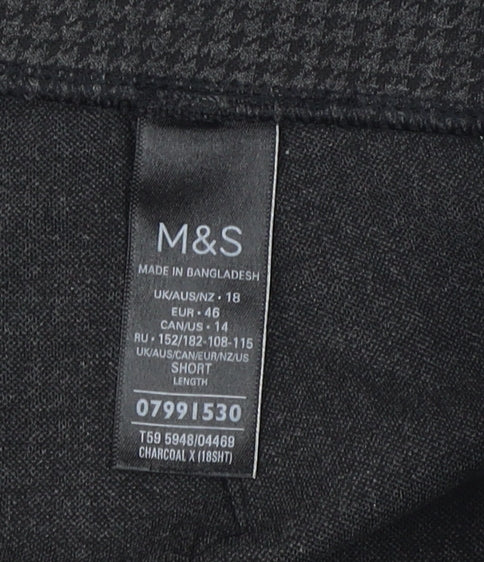 M&S
MADE IN BANGLADESH
UK/AUS/NZ • 18
EUR • 46
CAN/US • 14
RU • 152/182-108-115
UK/AUS/CAN/EUR/NZ/US
SHORT
LENGTH
07991530
T59 5948/04469
CHARCOAL X (18SHT)